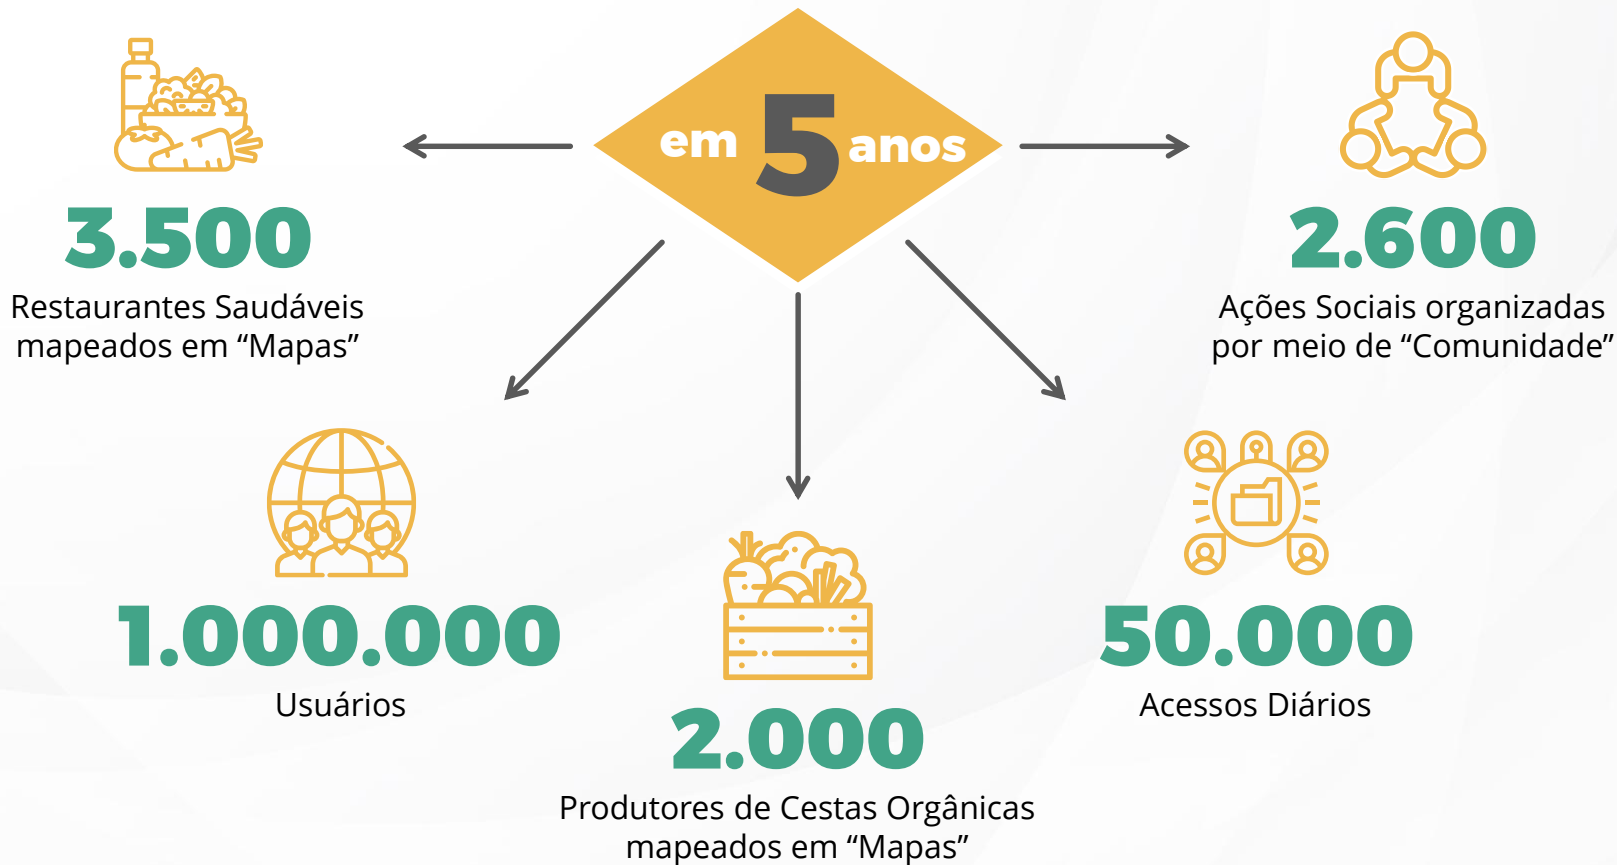 em 5 anos
3.500
Restaurantes Saudáveis
mapeados em “Mapas”
2.600
Ações Sociais organizadas
por meio de “Comunidade”
1.000.000
Usuários
2.000
Produtores de Cestas Orgânicas
mapeados em “Mapas”
50.000
Acessos Diários